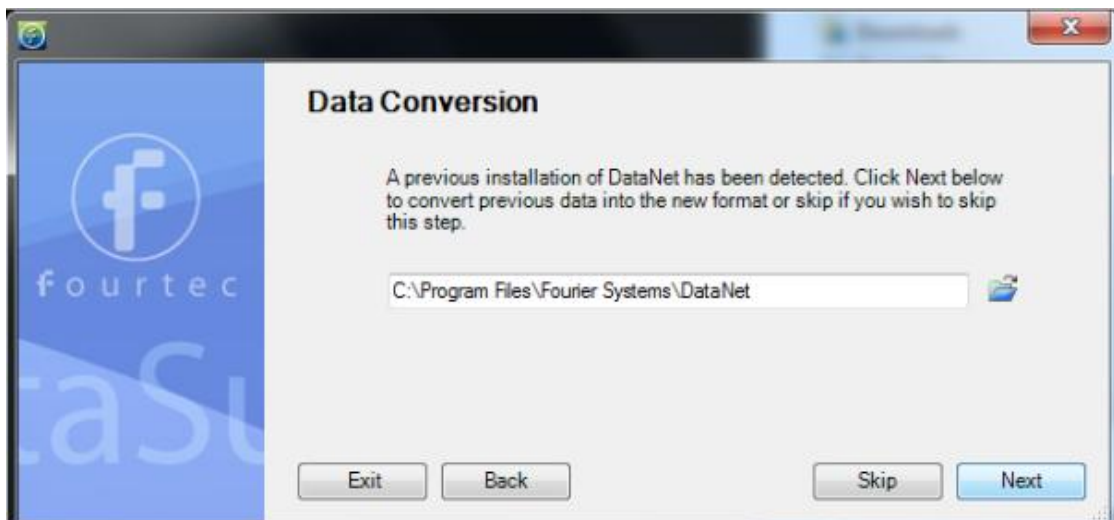 Data Conversion
A previous installation of DataNet has been detected. Click Next below
to convert previous data into the new format or skip if you wish to skip
this step.
fourtec
C:\Program Files\Fourier Systems\DataNet
taSu
Exit
Back
Skip
Next